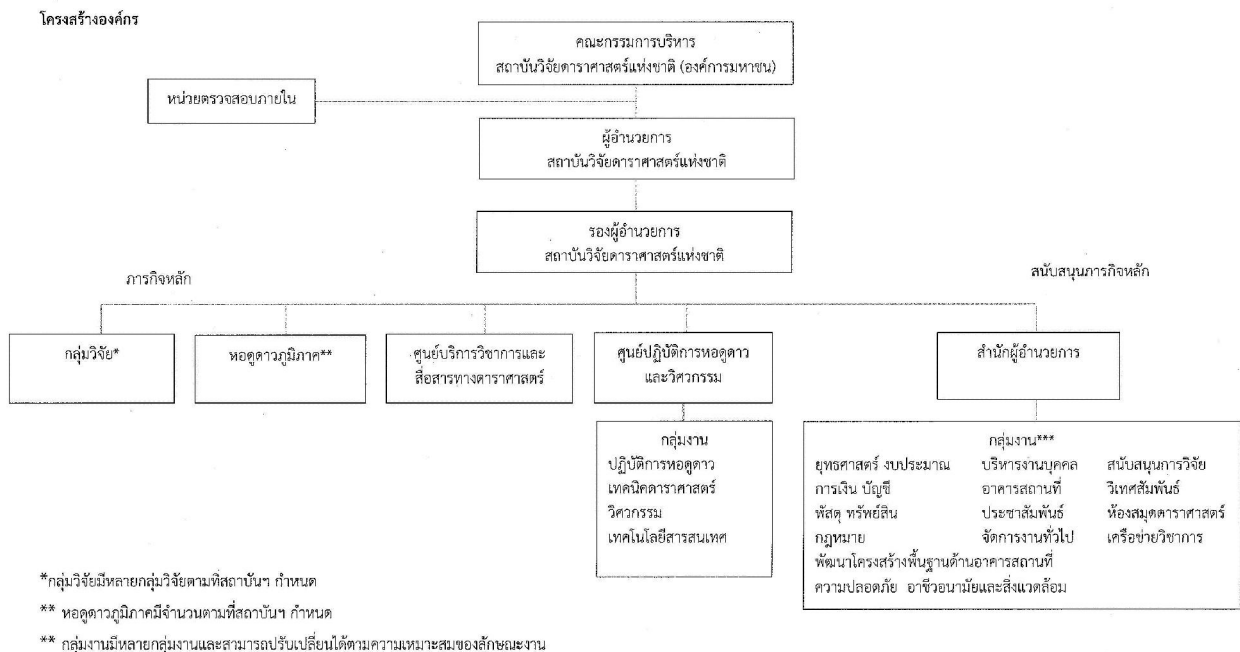 โครงสร้างองค์กร
คณะกรรมการบริหาร
สถาบันวิจัยดาราศาสตร์แห่งชาติ (องค์การมหาชน)
หน่วยตรวจสอบภายใน
ผู้อำนวยการ
สถาบันวิจัยดาราศาสตร์แห่งชาติ
รองผู้อำนวยการ
สถาบันวิจัยดาราศาสตร์แห่งชาติ
ภารกิจหลัก
สนับสนุนภารกิจหลัก
กลุ่มวิจัย*
หอดูดาวภูมิภาค**
ศูนย์บริการวิชาการและ
สื่อสารทางดาราศาสตร์
ศูนย์ปฏิบัติการหอดูดาว
และวิศวกรรม
สำนักผู้อำนวยการ
กลุ่มงาน
ปฏิบัติการหอดูดาว
เทคนิคดาราศาสตร์
วิศวกรรม
เทคโนโลยีสารสนเทศ
กลุ่มงาน***
ยุทธศาสตร์ งบประมาณ บริหารงานบุคคล สนับสนุนการวิจัย
การเงิน บัญชี อาคารสถานที่ วิเทศสัมพันธ์
พัสดุ ทรัพย์สิน ประชาสัมพันธ์ ห้องสมุดดาราศาสตร์
กฎหมาย จัดการงานทั่วไป เครือข่ายวิชาการ
พัฒนาโครงสร้างพื้นฐานด้านอาคารสถานที่
ความปลอดภัย อาชีวอนามัยและสิ่งแวดล้อม
*กลุ่มวิจัยมีหลายกลุ่มวิจัยตามที่สถาบันฯ กำหนด
** หอดูดาวภูมิภาคมีจำนวนตามที่สถาบันฯ กำหนด
** กลุ่มงานมีหลายกลุ่มงานและสามารถปรับเปลี่ยนได้ตามความเหมาะสมของลักษณะงาน